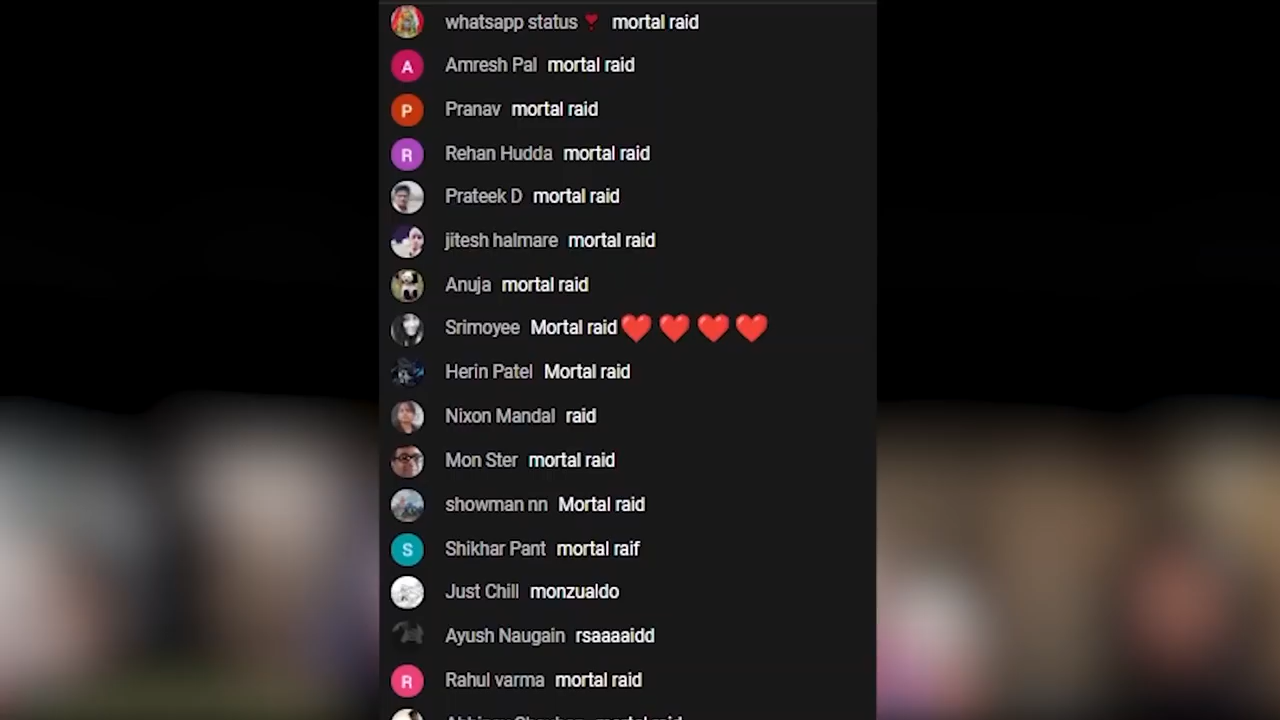 whatsapp status ❣ mortal raid
A Amresh Pal mortal raid
P Pranav mortal raid
R Rehan Hudda mortal raid
Prateek D mortal raid
jitesh halmare mortal raid
Anuja mortal raid
Srimoyee Mortal raid❤️❤️❤️❤️
Herin Patel Mortal raid
Nixon Mandal raid
Mon Ster mortal raid
showman nn Mortal raid
S Shikhar Pant mortal raif
Just Chill monzualdo
Ayush Naugain rsaaaaidd
R Rahul varma mortal raid
mortal raid